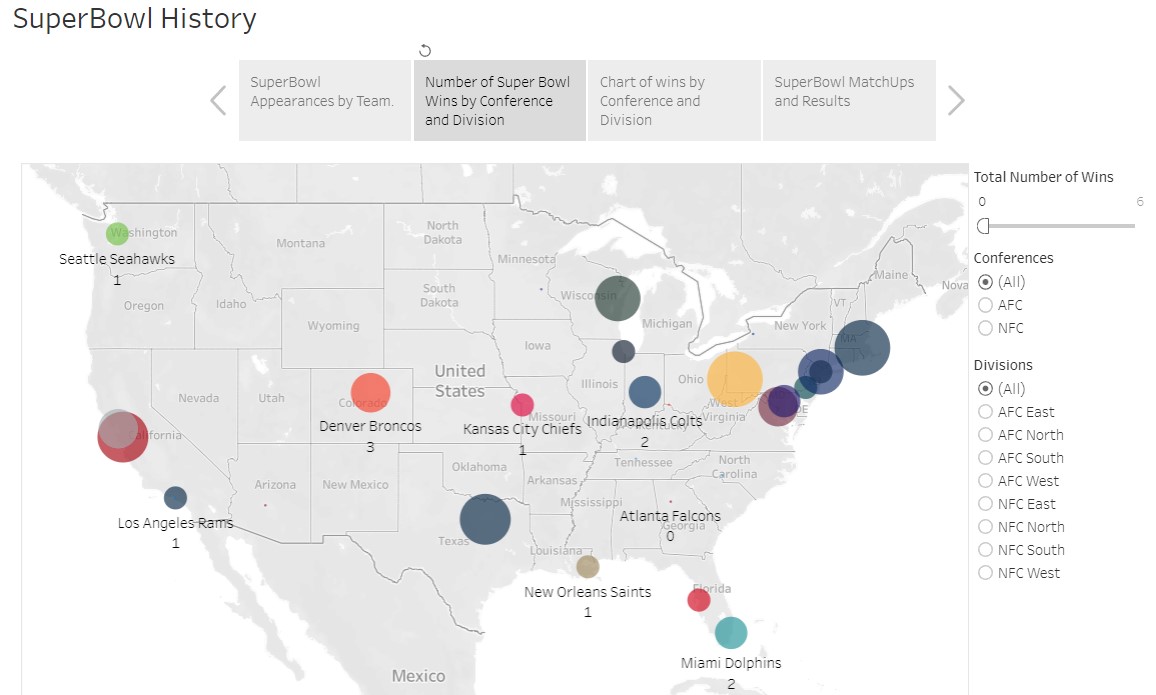 SuperBowl History
SuperBowl
Appearances by Team.
Number of Super Bowl
Wins by Conference
and Division
Chart of wins by
Conference and
Division
SuperBowl MatchUps
and Results
Total Number of Wins
0
6
Conferences
(All)
AFC
NFC
Divisions
(All)
AFC East
AFC North
AFC South
AFC West
NFC East
NFC North
NFC South
NFC West
Washington
Seattle Seahawks
1
Montana
North
Dakota
Minnesota
Maine
Nova
Oregon
Idaho
South
Dakota
Wisconsin
VT
Wyoming
Michigan
New York
MA
Iowa
United
States
Nevada
Utah
Colorado
Illinois
Ohio
Denver Broncos
3
Kansas City Chiefs
1
Missouri
Indianapolis Colts
2
Kentucky
West
Virginia
DE
California
Oklahoma
Tennessee
North
Carolina
Arizona
New Mexico
Arkansas
Los Angeles Rams
1
Mississippi
Atlanta Falcons
0
Georgia
Texas
Louisiana
New Orleans Saints
1
Florida
Miami Dolphins
2
Mexico